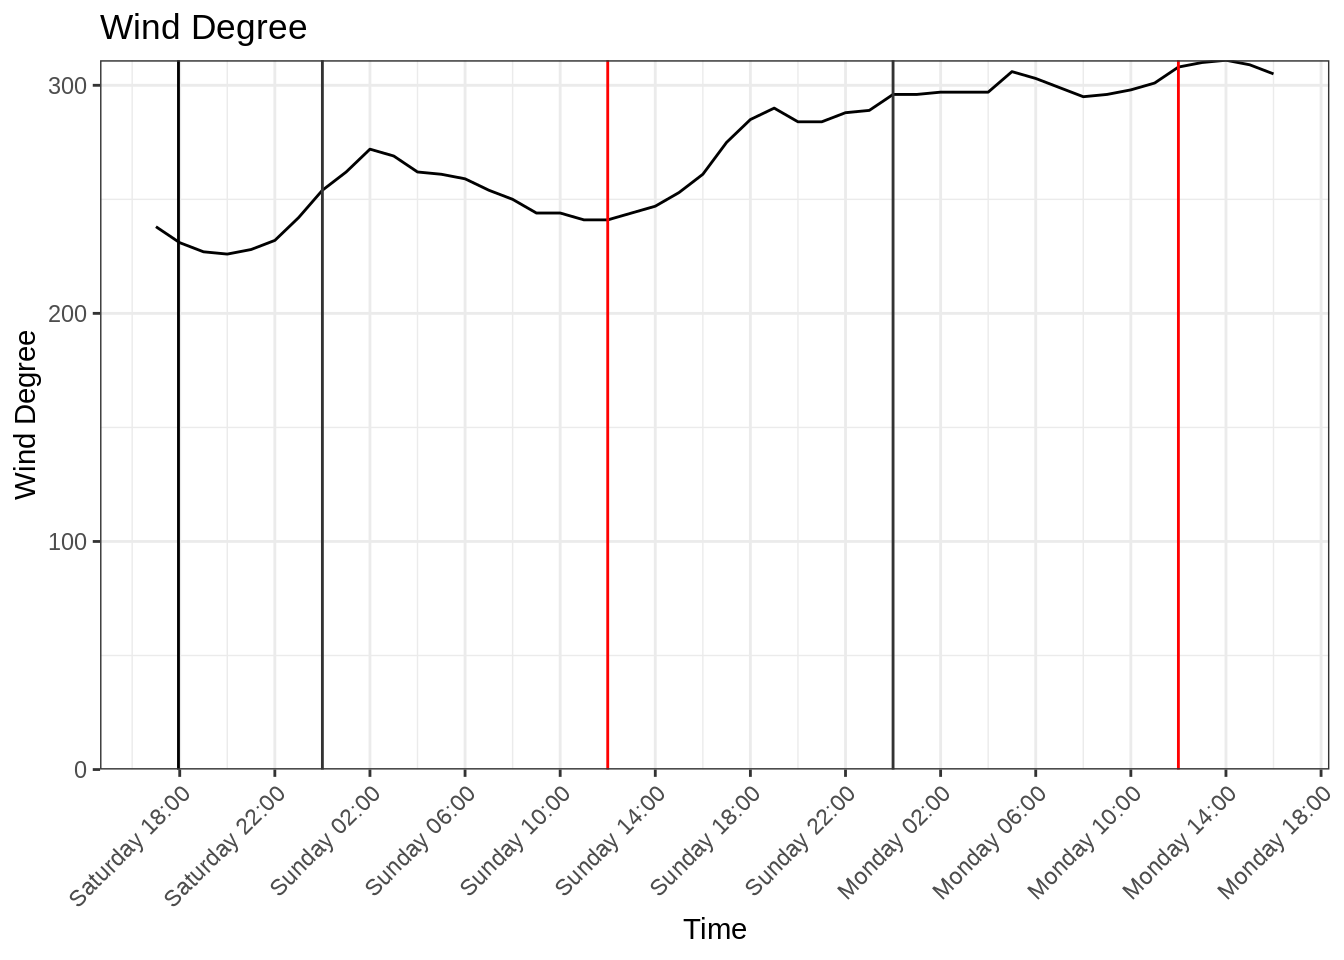 Wind Degree
Wind Degree
300
200
100
0
Saturday 18:00
Saturday 22:00
Sunday 02:00
Sunday 06:00
Sunday 10:00
Sunday 14:00
Sunday 18:00
Sunday 22:00
Monday 02:00
Monday 06:00
Monday 10:00
Monday 14:00
Monday 18:00
Time